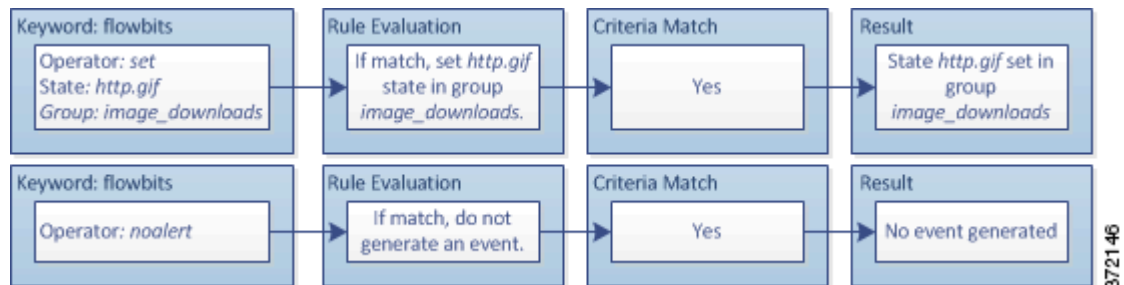 Keyword: flowbits
Operator: set
State: http.gif
Group: image_downloads
Rule Evaluation
If match, set http.gif
state in group
image_downloads.
Criteria Match
Yes
Result
State http.gif set in
group
image_downloads
Keyword: flowbits
Operator: noalert
Rule Evaluation
If match, do not
generate an event.
Criteria Match
Yes
Result
No event generated
372146